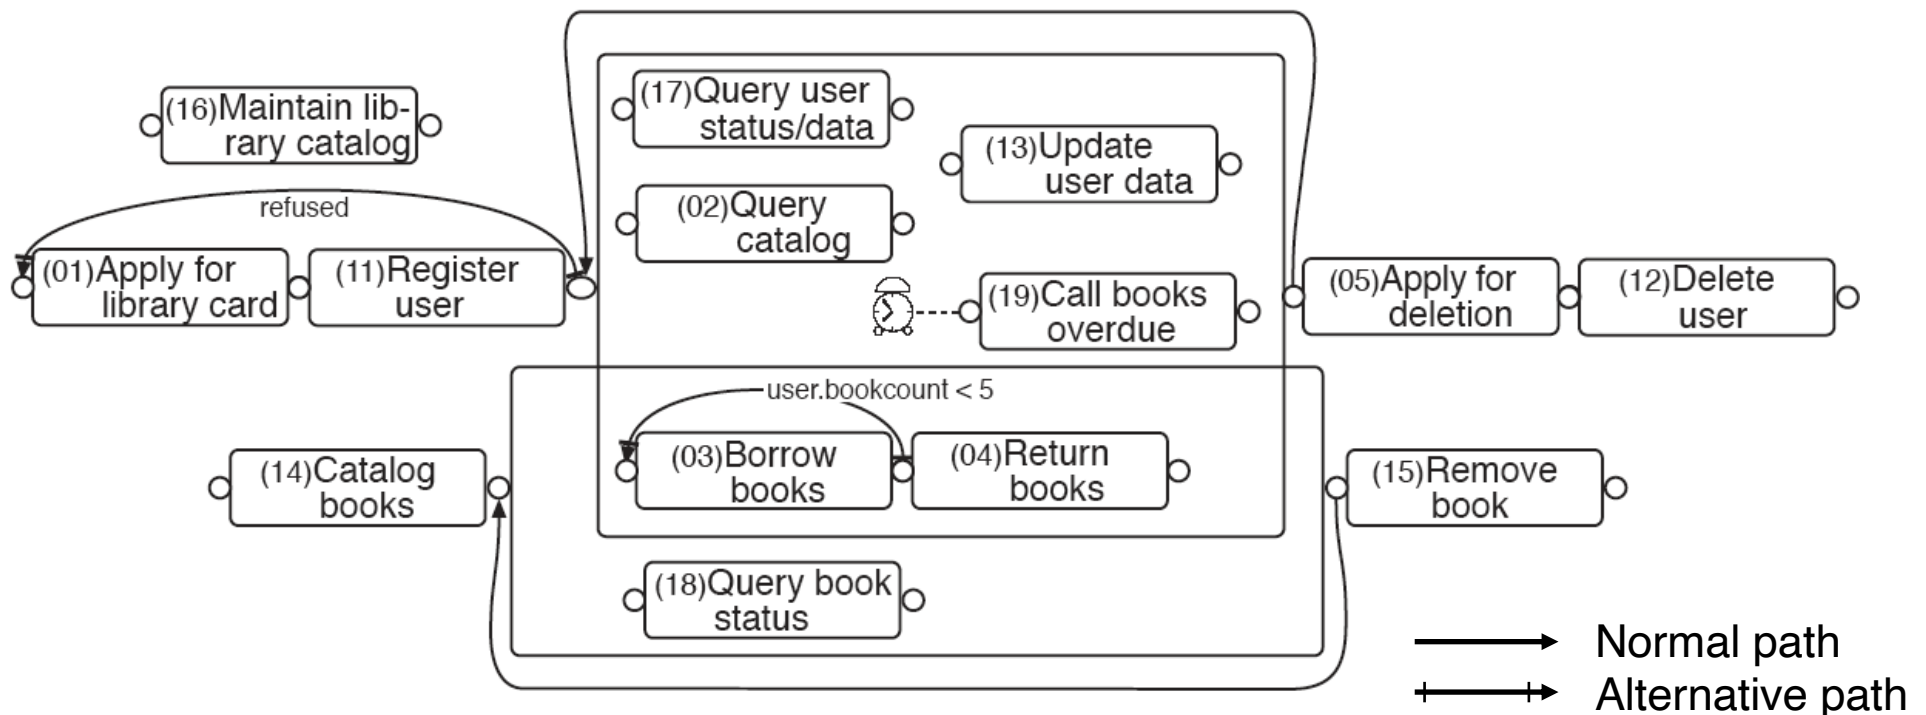 (16)Maintain lib-
rary catalog
(17)Query user
status/data
(13)Update
user data
refused
(02)Query
catalog
(01)Apply for
library card
(11)Register
user
(19)Call books
overdue
(05)Apply for
deletion
(12)Delete
user
user.bookcount < 5
(14)Catalog
books
(03)Borrow
books
(04)Return
books
(15)Remove
book
(18)Query book
status
Normal path
Alternative path